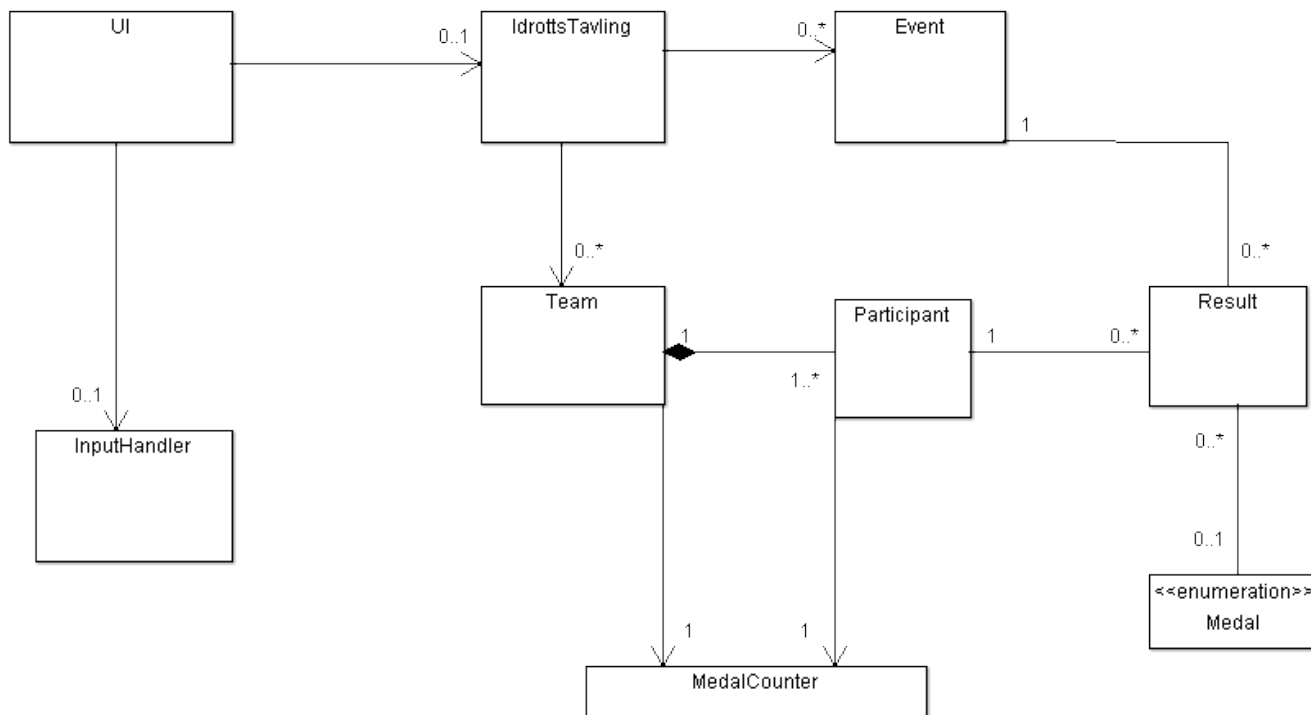 UI
IdrottsTavling
Event
0..1
0..*
1
0..*
0..*
Team
Participant
Result
1
1..*
1
0..*
0..1
InputHandler
0..*
0..1
<<enumeration>>
Medal
1
1
MedalCounter